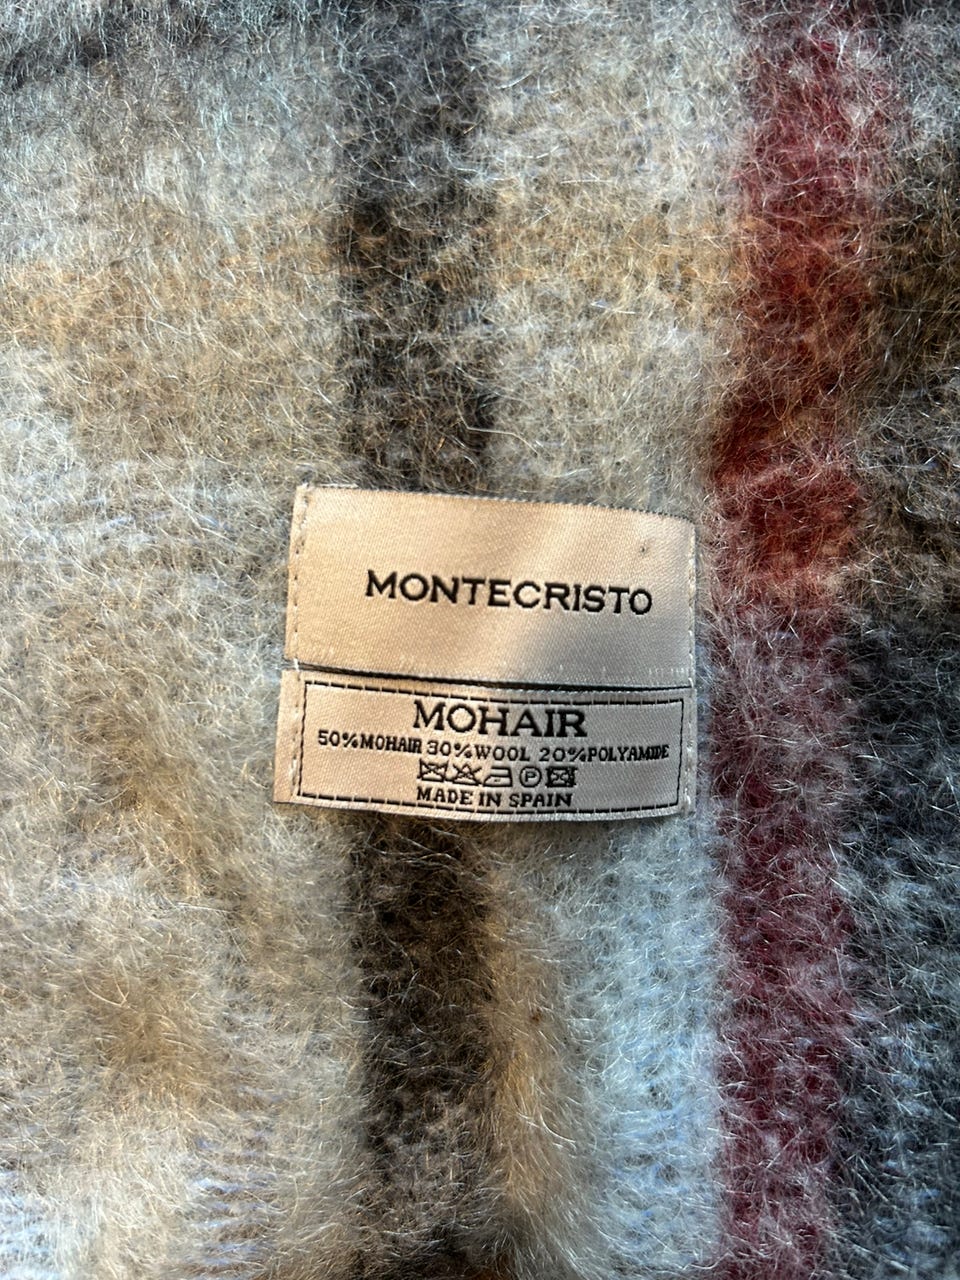 MONTECRISTO
MOHAIR
50%MOHAIR 30%WOOL 20%POLYAMIDE
P
MADE IN SPAIN